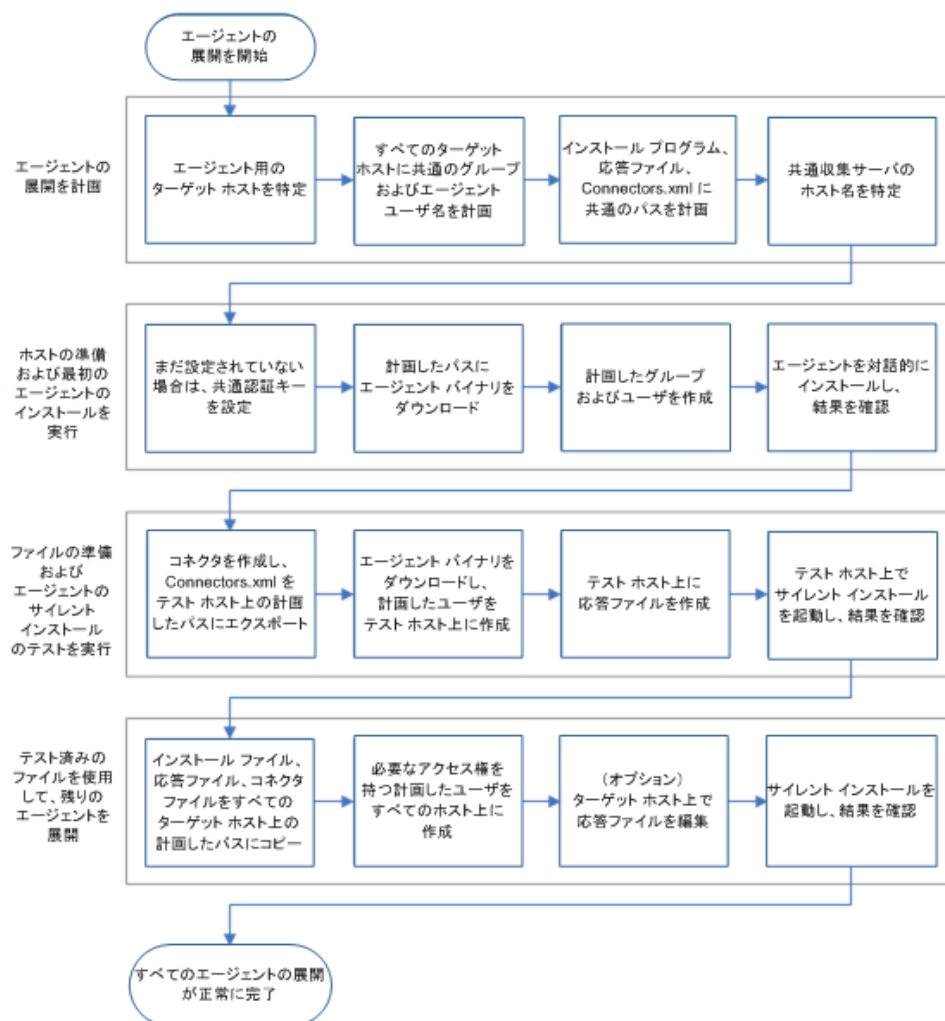 エージェントの
展開を開始
エージェントの
展開を計画
エージェント用の
ターゲット ホストを特定
すべてのターゲット
ホストに共通のグループ
およびエージェント
ユーザ名を計画
インストール プログラム、
応答ファイル、
Connectors.xml に
共通のパスを計画
共通収集サーバの
ホスト名を特定
ホストの準備
および最初の
エージェントの
インストールを
実行
まだ設定されていない
場合は、共通認証キー
を設定
計画したパスに
エージェント バイナリを
ダウンロード
計画したグループ
およびユーザを作成
エージェントを対話的に
インストールし、
結果を確認
ファイルの準備
および
エージェントの
サイレント
インストール
のテストを実行
コネクタを作成し、
Connectors.xml を
テスト ホスト上の計画
したパスにエクスポート
エージェント バイナリを
ダウンロードし、
計画したユーザを
テスト ホスト上に作成
テスト ホスト上に
応答ファイルを作成
テスト ホスト上で
サイレント インストール
を起動し、結果を確認
テスト済みの
ファイルを使用
して、残りの
エージェントを
展開
インストール ファイル、
応答ファイル、コネクタ
ファイルをすべての
ターゲット ホスト上の
計画したパスにコピー
必要なアクセス権を
持つ計画したユーザを
すべてのホスト上に
作成
(オプション)
ターゲット ホスト上で
応答ファイルを編集
サイレント インストールを
起動し、結果を確認
すべてのエージェントの展開
が正常に完了